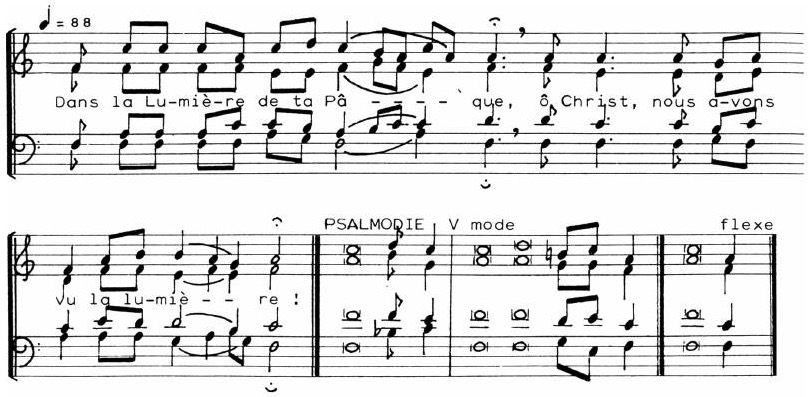 ♩ = 88
Dans la Lu-miè-re de ta Pâ - - - - que, ô Christ, nous a-vons
PSALMODIE V mode flexe
vu la lu-miè - - re !